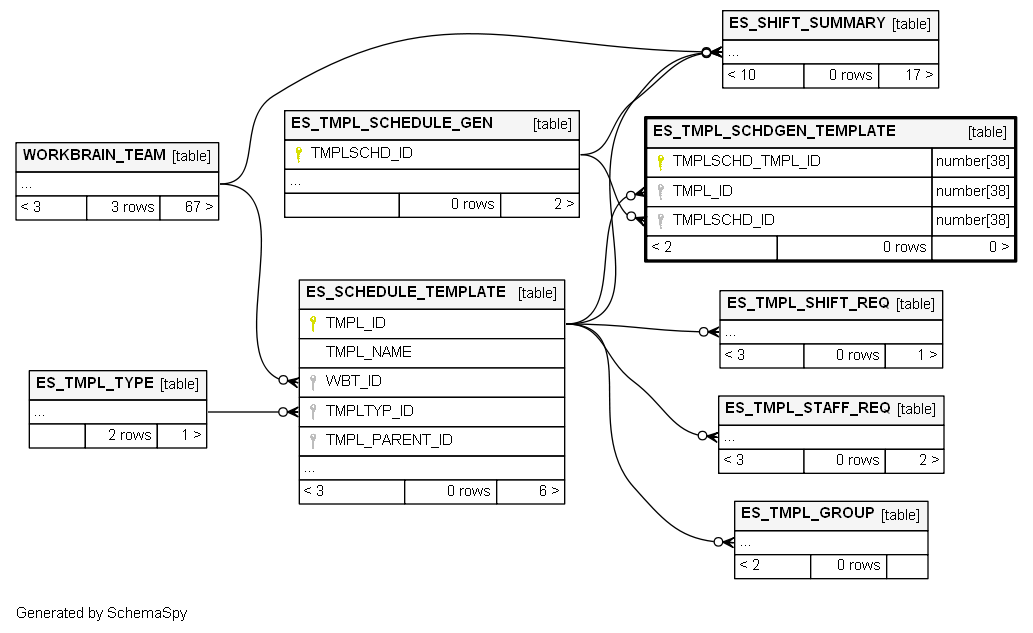 ES_SHIFT_SUMMARY [table]
...
< 10 0 rows 17 >
ES_TMPL_SCHEDULE_GEN [table]
TMPLSCHD_ID
...
0 rows 2 >
ES_TMPL_SCHDGEN_TEMPLATE [table]
TMPLSCHD_TMPL_ID number[38]
TMPL_ID number[38]
TMPLSCHD_ID number[38]
< 2 0 rows 0 >
WORKBRAIN_TEAM [table]
...
< 3 3 rows 67 >
ES_SCHEDULE_TEMPLATE [table]
TMPL_ID
TMPL_NAME
WBT_ID
TMPLTYP_ID
TMPL_PARENT_ID
...
< 3 0 rows 6 >
ES_TMPL_SHIFT_REQ [table]
...
< 3 0 rows 1 >
ES_TMPL_TYPE [table]
...
2 rows 1 >
ES_TMPL_STAFF_REQ [table]
...
< 3 0 rows 2 >
ES_TMPL_GROUP [table]
...
< 2 0 rows
Generated by SchemaSpy